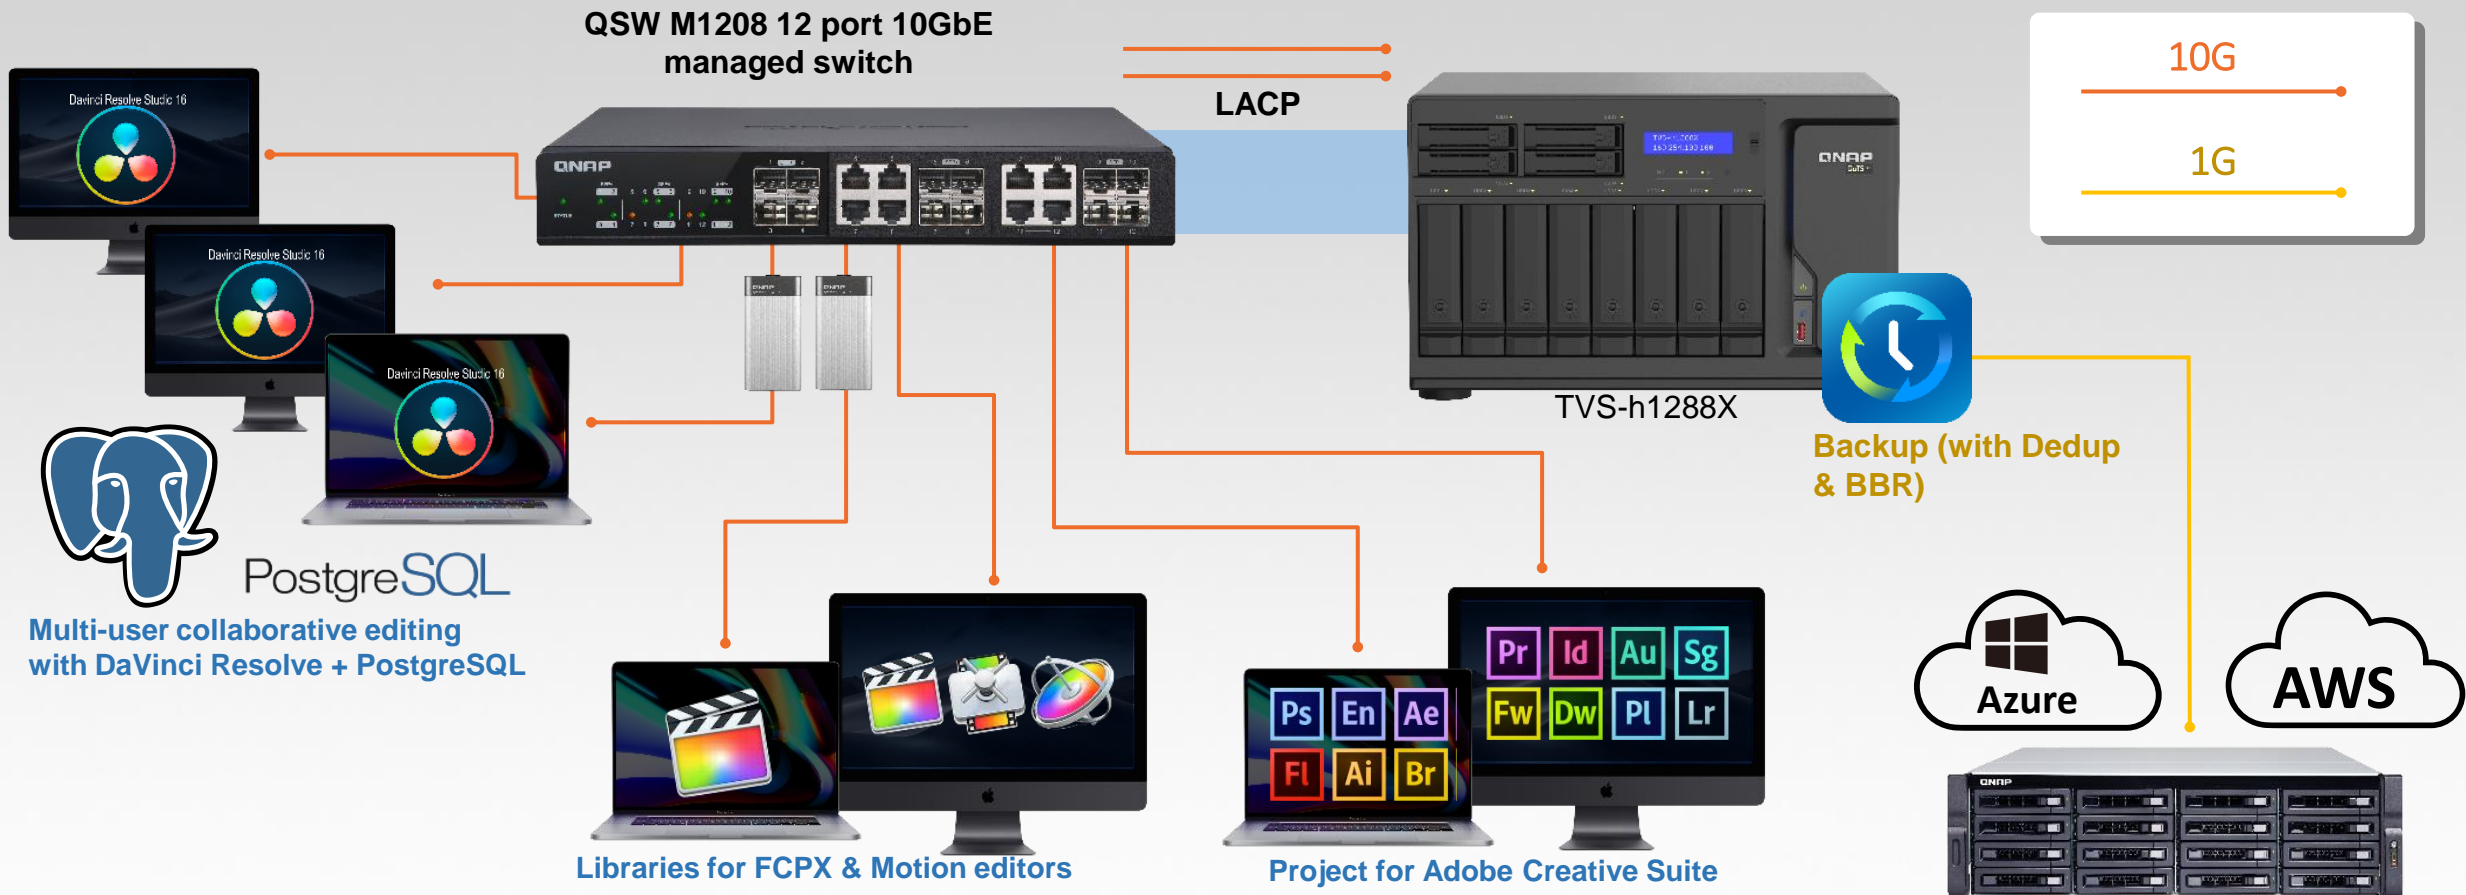 QSW M1208 12 port 10GbE
managed switch
LACP
10G
1G
Davinci Resolve Studio 16
Davinci Resolve Studio 16
Davinci Resolve Studio 16
QNAP
QNAP
TVS-h1288X
Backup (with Dedup
& BBR)
PostgreSQL
Multi-user collaborative editing
with DaVinci Resolve + PostgreSQL
Pr Id Au Sg
Fw Dw Pl Lr
Ps En Ae
Fl Ai Br
Libraries for FCPX & Motion editors
Project for Adobe Creative Suite
Azure
AWS
QNAP